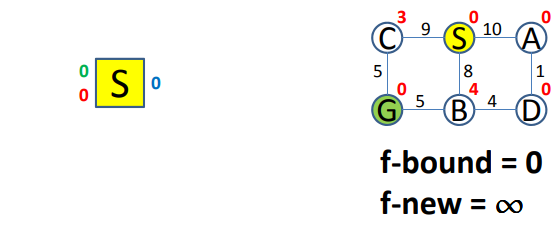 3 0 0
C 9 S 10 A
0 S 0
0
5 8 1
0 4 0
G 5 B 4 D
f-bound = 0
f-new = ∞